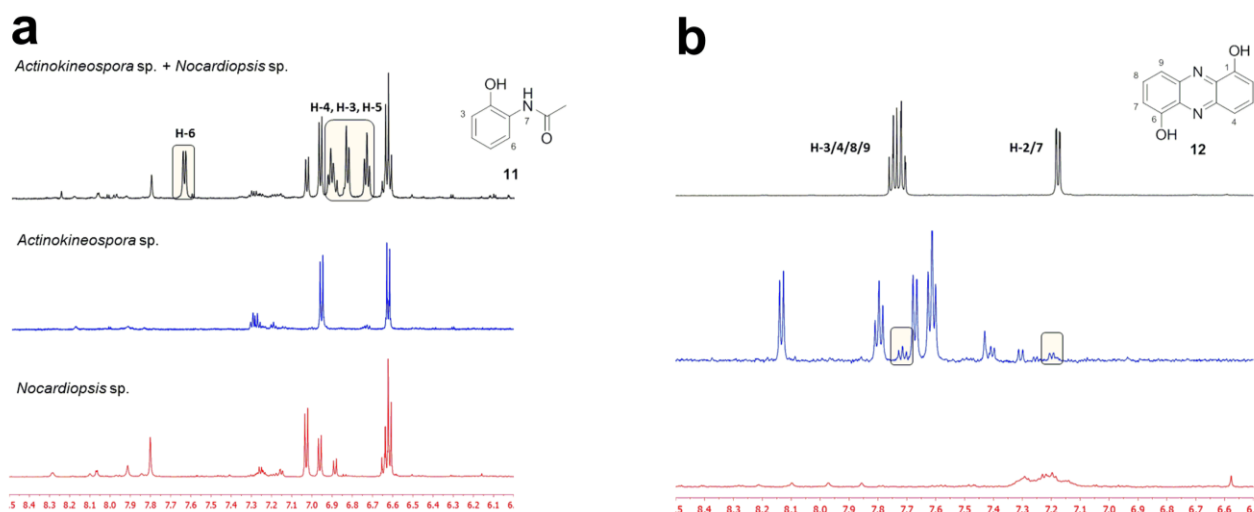 a
Actinokineospora sp. + Nocardiopsis sp.
H-6
H-4, H-3, H-5
OH
H
N
3
7
6
O
11
Actinokineospora sp.
Nocardiopsis sp.
.5 8.4 8.3 8.2 8.1 8.0 7.9 7.8 7.7 7.6 7.5 7.4 7.3 7.2 7.1 7.0 6.9 6.8 6.7 6.6 6.5 6.4 6.3 6.2 6.1 6.
b
OH
9
N
1
8
7
N
4
6
OH
12
H-3/4/8/9
H-2/7
.5 8.4 8.3 8.2 8.1 8.0 7.9 7.8 7.7 7.6 7.5 7.4 7.3 7.2 7.1 7.0 6.9 6.8 6.7 6.6 6.